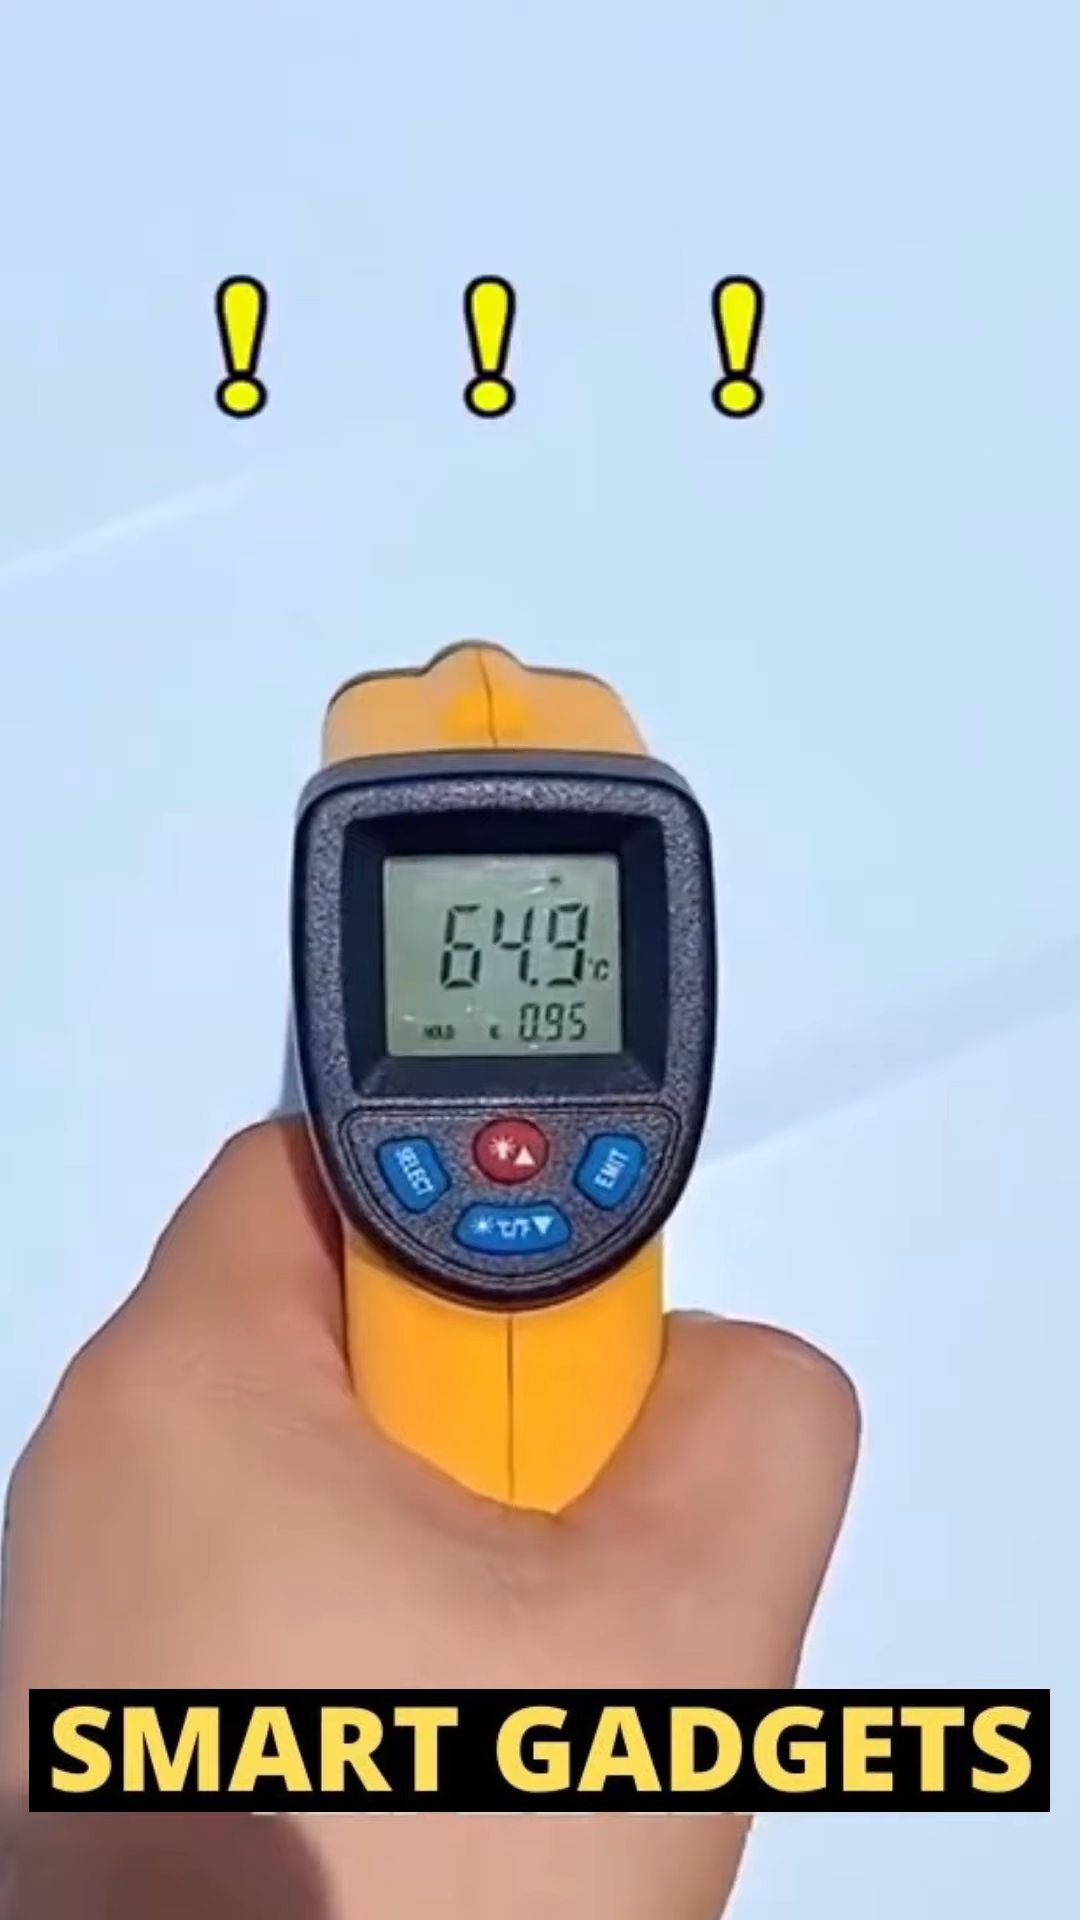 ! ! !
64.9°C
HOLD 0.95
SELECT
EMIT
°C/°F
SMART GADGETS